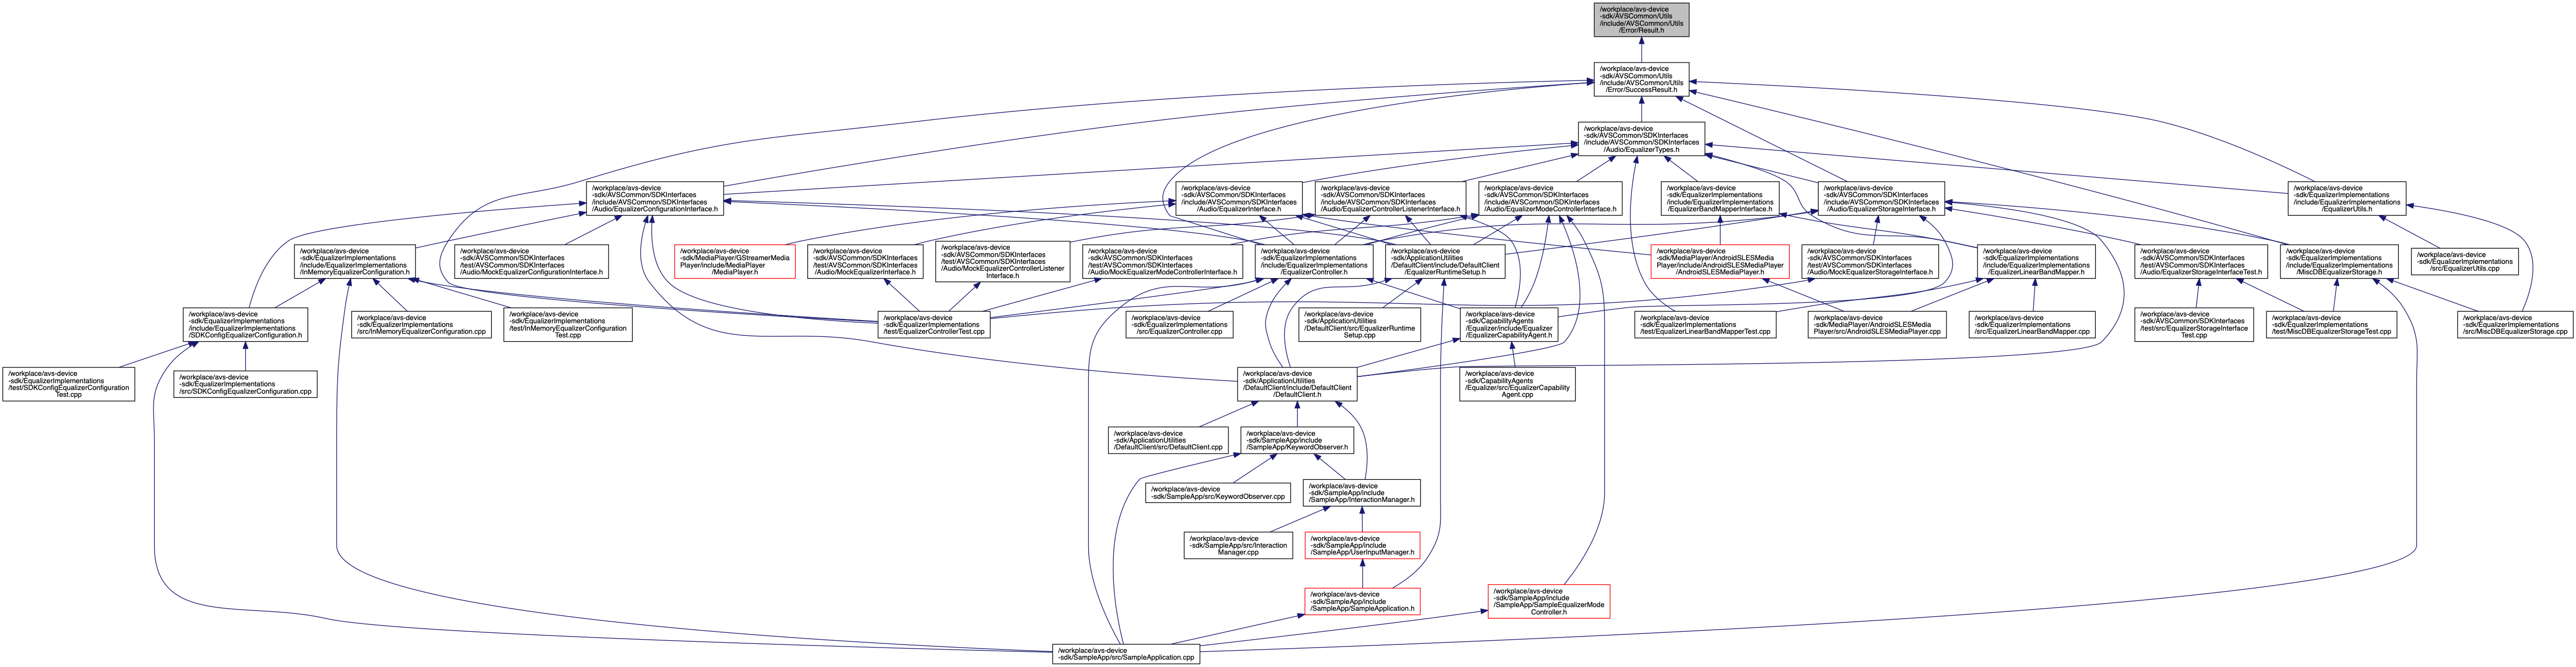 /workplace/avs-device
-sdk/AVSCommon/Utils
/include/AVSCommon/Utils
/Error/Result.h
/workplace/avs-device
-sdk/AVSCommon/Utils
/include/AVSCommon/Utils
/Error/SuccessResult.h
/workplace/avs-device
-sdk/AVSCommon/SDKInterfaces
/include/AVSCommon/SDKInterfaces
/Audio/EqualizerTypes.h
/workplace/avs-device
-sdk/AVSCommon/SDKInterfaces
/include/AVSCommon/SDKInterfaces
/Audio/EqualizerConfigurationInterface.h
/workplace/avs-device
-sdk/AVSCommon/SDKInterfaces
/include/AVSCommon/SDKInterfaces
/Audio/EqualizerInterface.h
/workplace/avs-device
-sdk/AVSCommon/SDKInterfaces
/include/AVSCommon/SDKInterfaces
/Audio/EqualizerControllerListenerInterface.h
/workplace/avs-device
-sdk/AVSCommon/SDKInterfaces
/include/AVSCommon/SDKInterfaces
/Audio/EqualizerModeControllerInterface.h
/workplace/avs-device
-sdk/EqualizerImplementations
/include/EqualizerImplementations
/EqualizerBandMapperInterface.h
/workplace/avs-device
-sdk/AVSCommon/SDKInterfaces
/include/AVSCommon/SDKInterfaces
/Audio/EqualizerStorageInterface.h
/workplace/avs-device
-sdk/EqualizerImplementations
/include/EqualizerImplementations
/EqualizerUtils.h
/workplace/avs-device
-sdk/EqualizerImplementations
/include/EqualizerImplementations
/InMemoryEqualizerConfiguration.h
/workplace/avs-device
-sdk/AVSCommon/SDKInterfaces
/test/AVSCommon/SDKInterfaces
/Audio/MockEqualizerConfigurationInterface.h
/workplace/avs-device
-sdk/MediaPlayer/GStreamerMedia
Player/include/MediaPlayer
/MediaPlayer.h
/workplace/avs-device
-sdk/AVSCommon/SDKInterfaces
/test/AVSCommon/SDKInterfaces
/Audio/MockEqualizerInterface.h
/workplace/avs-device
-sdk/AVSCommon/SDKInterfaces
/test/AVSCommon/SDKInterfaces
/Audio/MockEqualizerControllerListener
Interface.h
/workplace/avs-device
-sdk/AVSCommon/SDKInterfaces
/test/AVSCommon/SDKInterfaces
/Audio/MockEqualizerModeControllerInterface.h
/workplace/avs-device
-sdk/EqualizerImplementations
/include/EqualizerImplementations
/EqualizerController.h
/workplace/avs-device
-sdk/ApplicationUtilities
/DefaultClient/include/DefaultClient
/EqualizerRuntimeSetup.h
/workplace/avs-device
-sdk/MediaPlayer/AndroidSLESMedia
Player/include/AndroidSLESMediaPlayer
/AndroidSLESMediaPlayer.h
/workplace/avs-device
-sdk/AVSCommon/SDKInterfaces
/test/AVSCommon/SDKInterfaces
/Audio/MockEqualizerStorageInterface.h
/workplace/avs-device
-sdk/EqualizerImplementations
/include/EqualizerImplementations
/EqualizerLinearBandMapper.h
/workplace/avs-device
-sdk/AVSCommon/SDKInterfaces
/test/AVSCommon/SDKInterfaces
/Audio/EqualizerStorageInterfaceTest.h
/workplace/avs-device
-sdk/EqualizerImplementations
/include/EqualizerImplementations
/MiscDBEqualizerStorage.h
/workplace/avs-device
-sdk/EqualizerImplementations
/src/EqualizerUtils.cpp
/workplace/avs-device
-sdk/EqualizerImplementations
/include/EqualizerImplementations
/SDKConfigEqualizerConfiguration.h
/workplace/avs-device
-sdk/EqualizerImplementations
/src/InMemoryEqualizerConfiguration.cpp
/workplace/avs-device
-sdk/EqualizerImplementations
/test/InMemoryEqualizerConfiguration
Test.cpp
/workplace/avs-device
-sdk/EqualizerImplementations
/test/EqualizerControllerTest.cpp
/workplace/avs-device
-sdk/EqualizerImplementations
/src/EqualizerController.cpp
/workplace/avs-device
-sdk/ApplicationUtilities
/DefaultClient/src/EqualizerRuntime
Setup.cpp
/workplace/avs-device
-sdk/CapabilityAgents
/Equalizer/include/Equalizer
/EqualizerCapabilityAgent.h
/workplace/avs-device
-sdk/EqualizerImplementations
/test/EqualizerLinearBandMapperTest.cpp
/workplace/avs-device
-sdk/MediaPlayer/AndroidSLESMedia
Player/src/AndroidSLESMediaPlayer.cpp
/workplace/avs-device
-sdk/EqualizerImplementations
/src/EqualizerLinearBandMapper.cpp
/workplace/avs-device
-sdk/AVSCommon/SDKInterfaces
/test/src/EqualizerStorageInterface
Test.cpp
/workplace/avs-device
-sdk/EqualizerImplementations
/test/MiscDBEqualizerStorageTest.cpp
/workplace/avs-device
-sdk/EqualizerImplementations
/src/MiscDBEqualizerStorage.cpp
/workplace/avs-device
-sdk/EqualizerImplementations
/test/SDKConfigEqualizerConfiguration
Test.cpp
/workplace/avs-device
-sdk/EqualizerImplementations
/src/SDKConfigEqualizerConfiguration.cpp
/workplace/avs-device
-sdk/ApplicationUtilities
/DefaultClient/include/DefaultClient
/DefaultClient.h
/workplace/avs-device
-sdk/CapabilityAgents
/Equalizer/src/EqualizerCapability
Agent.cpp
/workplace/avs-device
-sdk/ApplicationUtilities
/DefaultClient/src/DefaultClient.cpp
/workplace/avs-device
-sdk/SampleApp/include
/SampleApp/KeywordObserver.h
/workplace/avs-device
-sdk/SampleApp/src/KeywordObserver.cpp
/workplace/avs-device
-sdk/SampleApp/include
/SampleApp/InteractionManager.h
/workplace/avs-device
-sdk/SampleApp/src/Interaction
Manager.cpp
/workplace/avs-device
-sdk/SampleApp/include
/SampleApp/UserInputManager.h
/workplace/avs-device
-sdk/SampleApp/include
/SampleApp/SampleApplication.h
/workplace/avs-device
-sdk/SampleApp/include
/SampleApp/SampleEqualizerMode
Controller.h
/workplace/avs-device
-sdk/SampleApp/src/SampleApplication.cpp